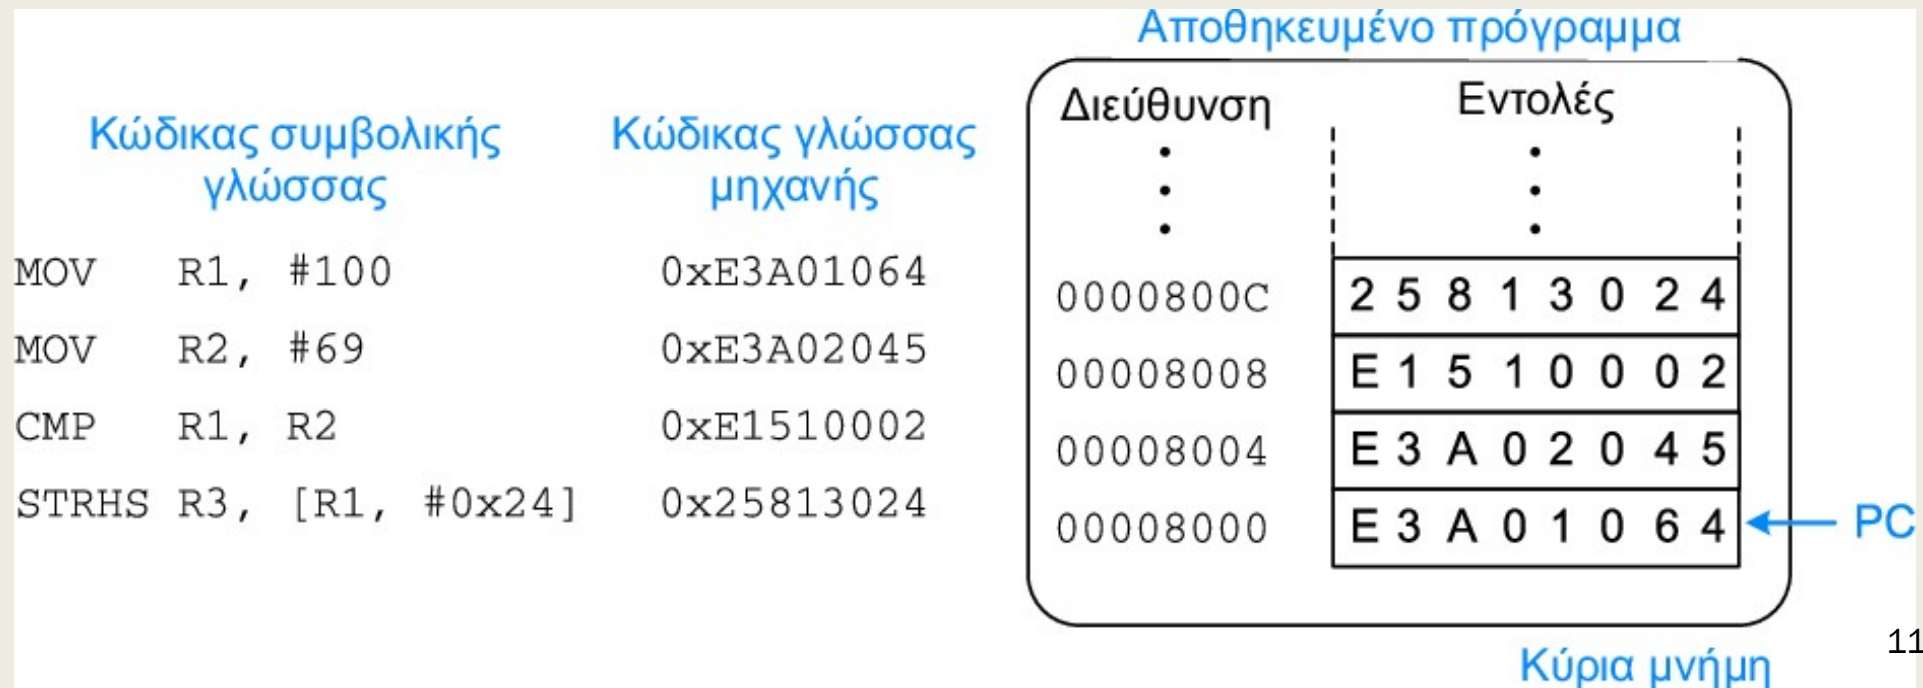 Αποθηκευμένο πρόγραμμα
Κώδικας συμβολικής
γλώσσας
Κώδικας γλώσσας
μηχανής
Διεύθυνση Εντολές
MOV R1, #100 0xE3A01064
MOV R2, #69 0xE3A02045
CMP R1, R2 0xE1510002
STRHS R3, [R1, #0x24] 0x25813024
0000800C 2 5 8 1 3 0 2 4
00008008 E 1 5 1 0 0 0 2
00008004 E 3 A 0 2 0 4 5
00008000 E 3 A 0 1 0 6 4 PC
Κύρια μνήμη
11